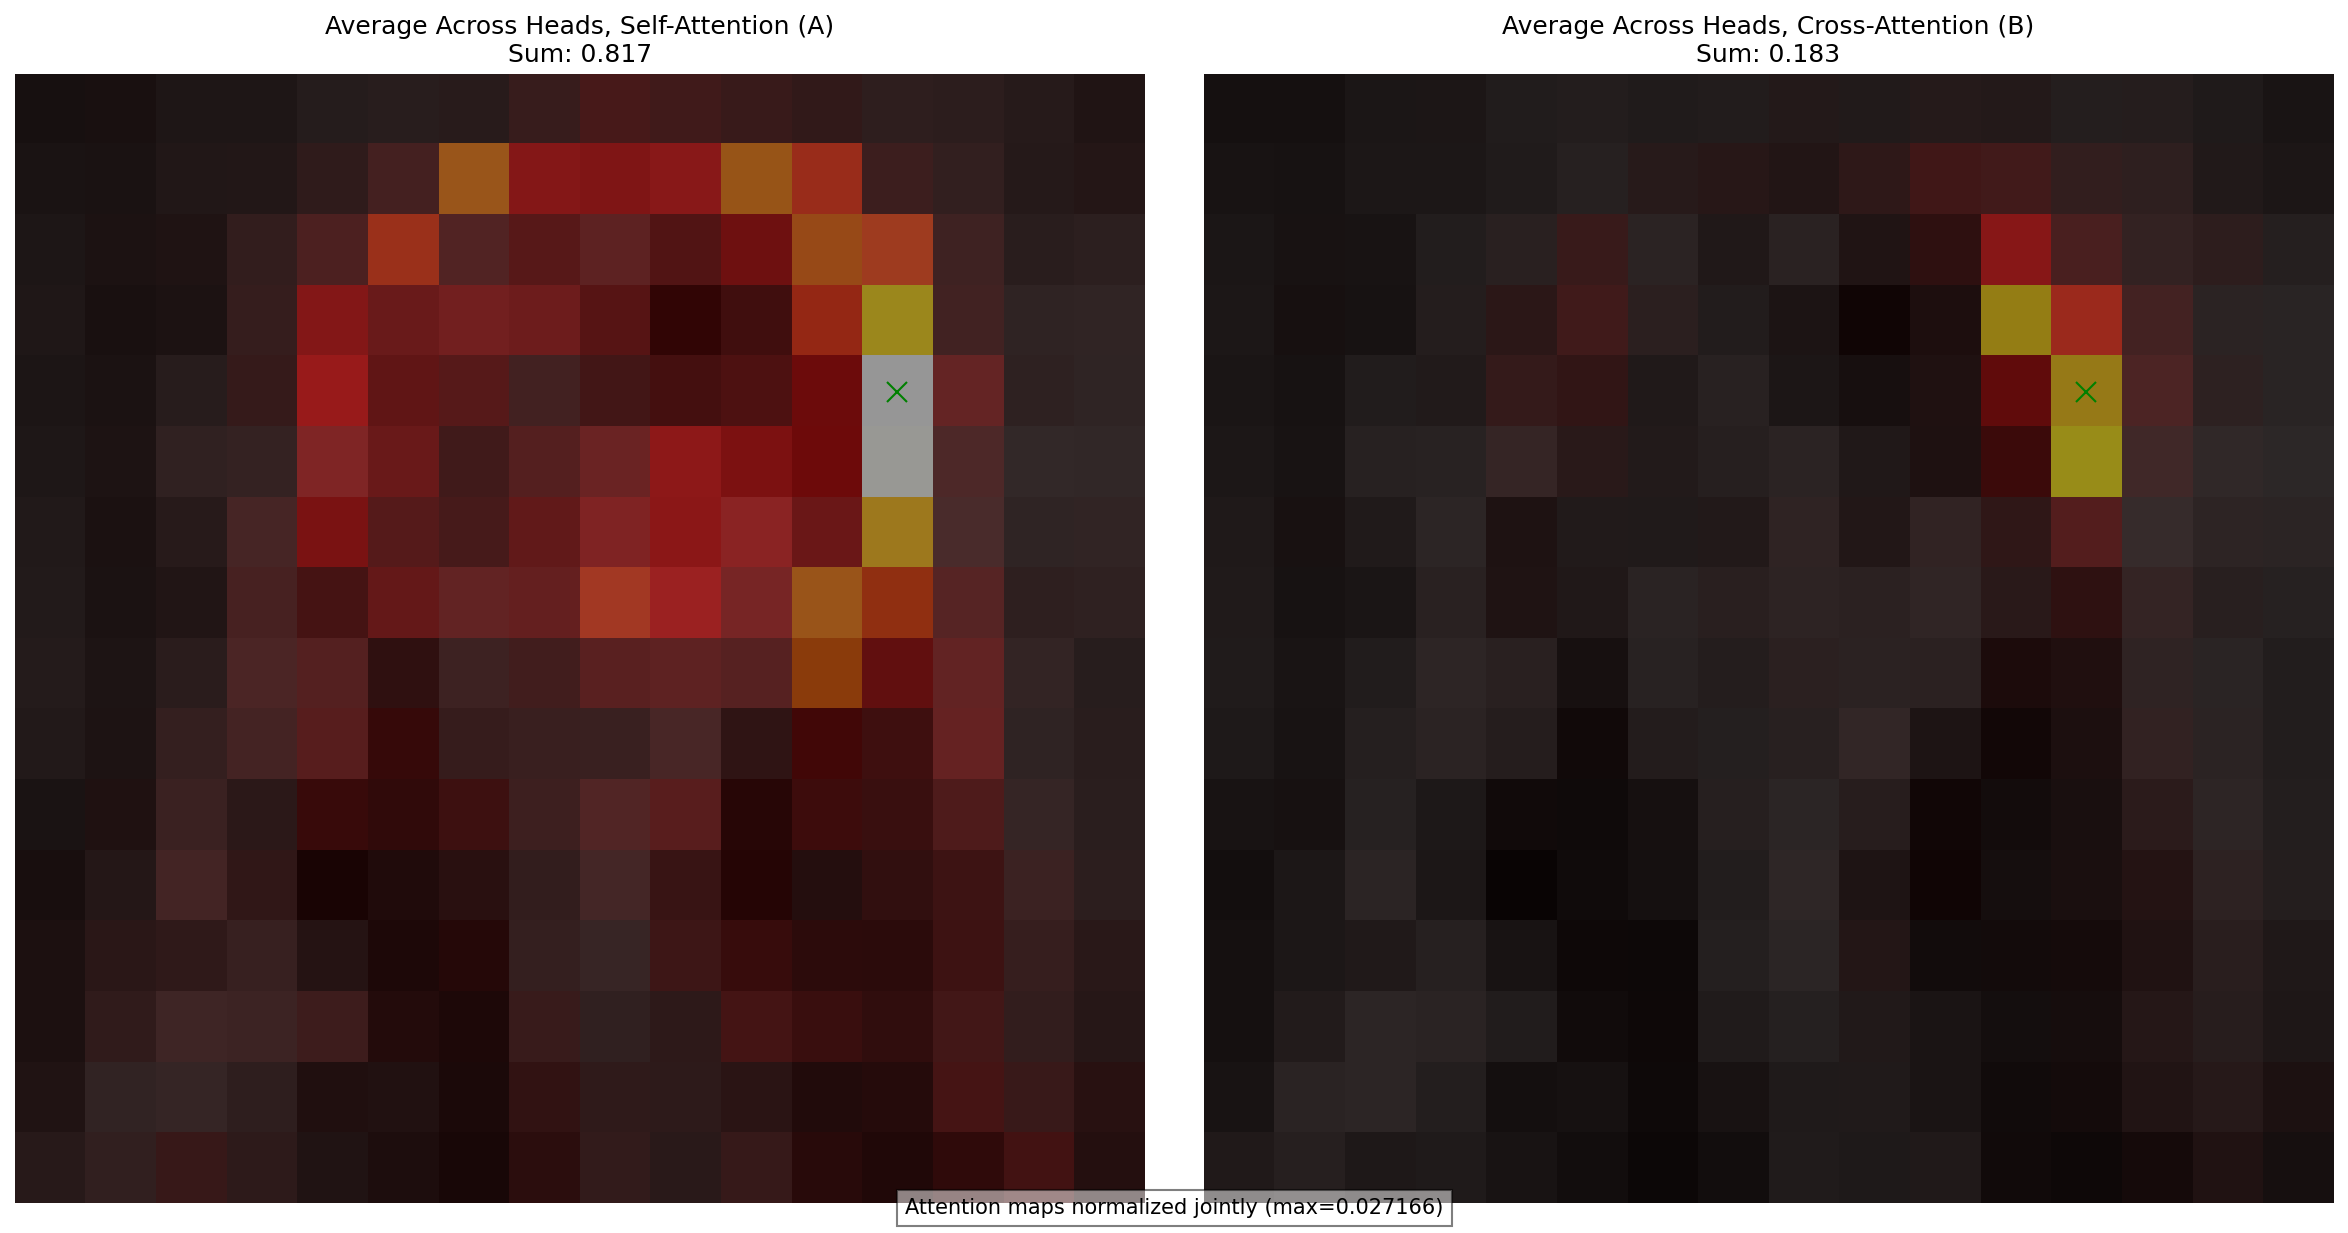 Average Across Heads, Self-Attention (A)
Sum: 0.817
Average Across Heads, Cross-Attention (B)
Sum: 0.183
Attention maps normalized jointly (max=0.027166)